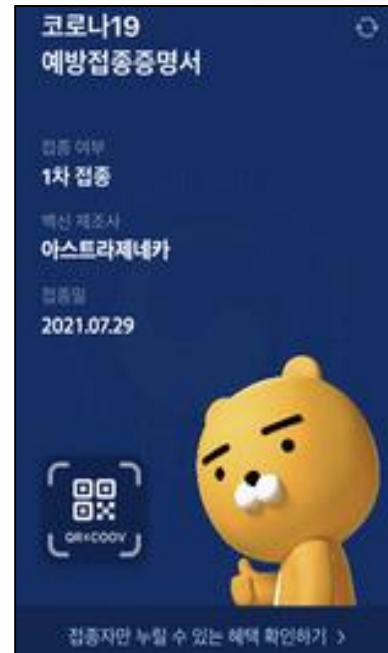 코로나19
예방접종증명서
접종 여부
1차 접종
백신 제조사
아스트라제네카
접종일
2021.07.29
QR×COOV
접종자만 누릴 수 있는 혜택 확인하기 >